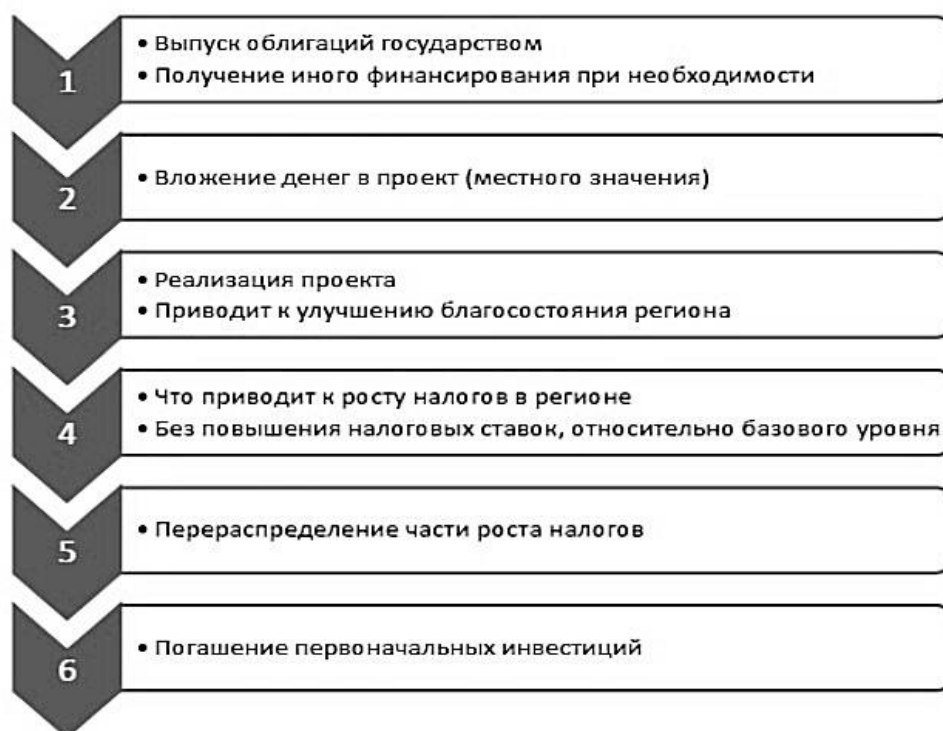 1
• Выпуск облигаций государством
• Получение иного финансирования при необходимости
2
• Вложение денег в проект (местного значения)
3
• Реализация проекта
• Приводит к улучшению благосостояния региона
4
• Что приводит к росту налогов в регионе
• Без повышения налоговых ставок, относительно базового уровня
5
• Перераспределение части роста налогов
6
• Погашение первоначальных инвестиций